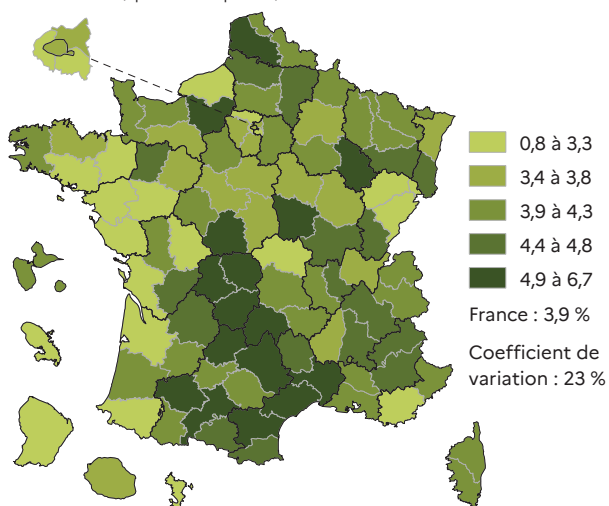 0,8 à 3,3
3,4 à 3,8
3,9 à 4,3
4,4 à 4,8
4,9 à 6,7
France : 3,9 %
Coefficient de
variation : 23 %